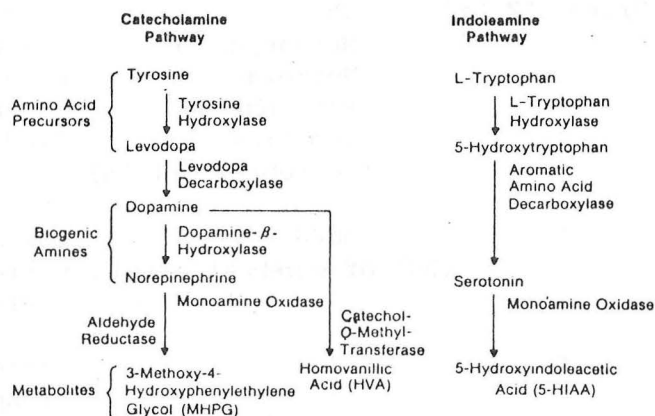 Catecholamine
Pathway
Indoleamine
Pathway
Amino Acid
Precursors
Tyrosine
Tyrosine
Hydroxylase
Levodopa
Levodopa
Decarboxylase
Biogenic
Amines
Dopamine
Dopamine-β-
Hydroxylase
Norepinephrine
Monoamine Oxidase
Aldehyde
Reductase
Catechol-
O-Methyl-
Transferase
Metabolites
3-Methoxy-4-
Hydroxyphenylethylene
Glycol (MHPG)
Homovanillic
Acid (HVA)
L-Tryptophan
L-Tryptophan
Hydroxylase
5-Hydroxytryptophan
Aromatic
Amino Acid
Decarboxylase
Serotonin
Monoamine Oxidase
5-Hydroxyindoleacetic
Acid (5-HIAA)